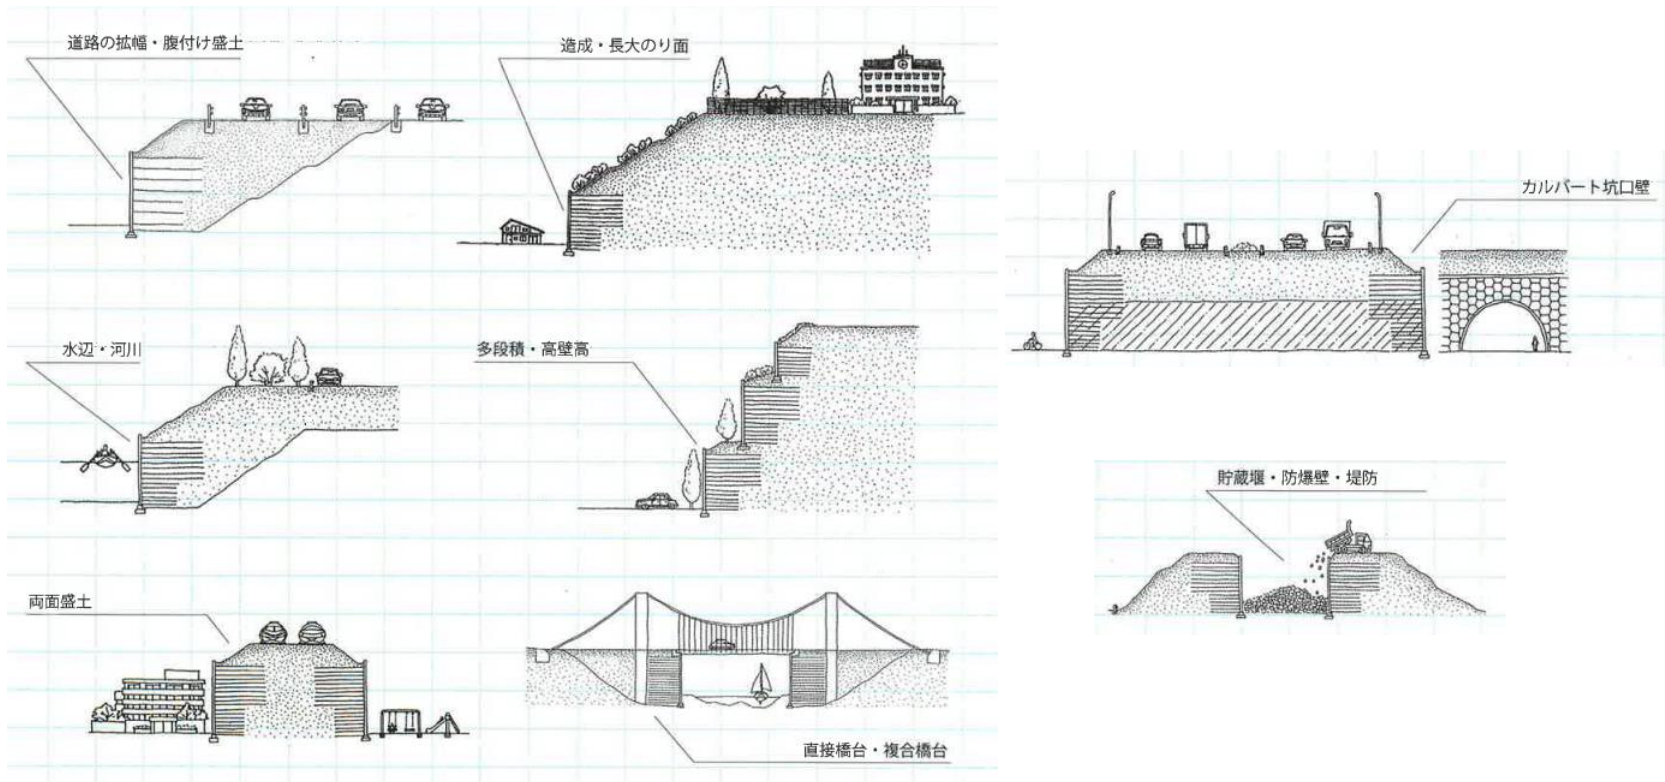 道路の拡幅・腹付け盛土
造成・長大のり面
カルバート坑口壁
水辺・河川
多段積・高壁高
貯蔵堰・防爆壁・堤防
両面盛土
直接橋台・複合橋台